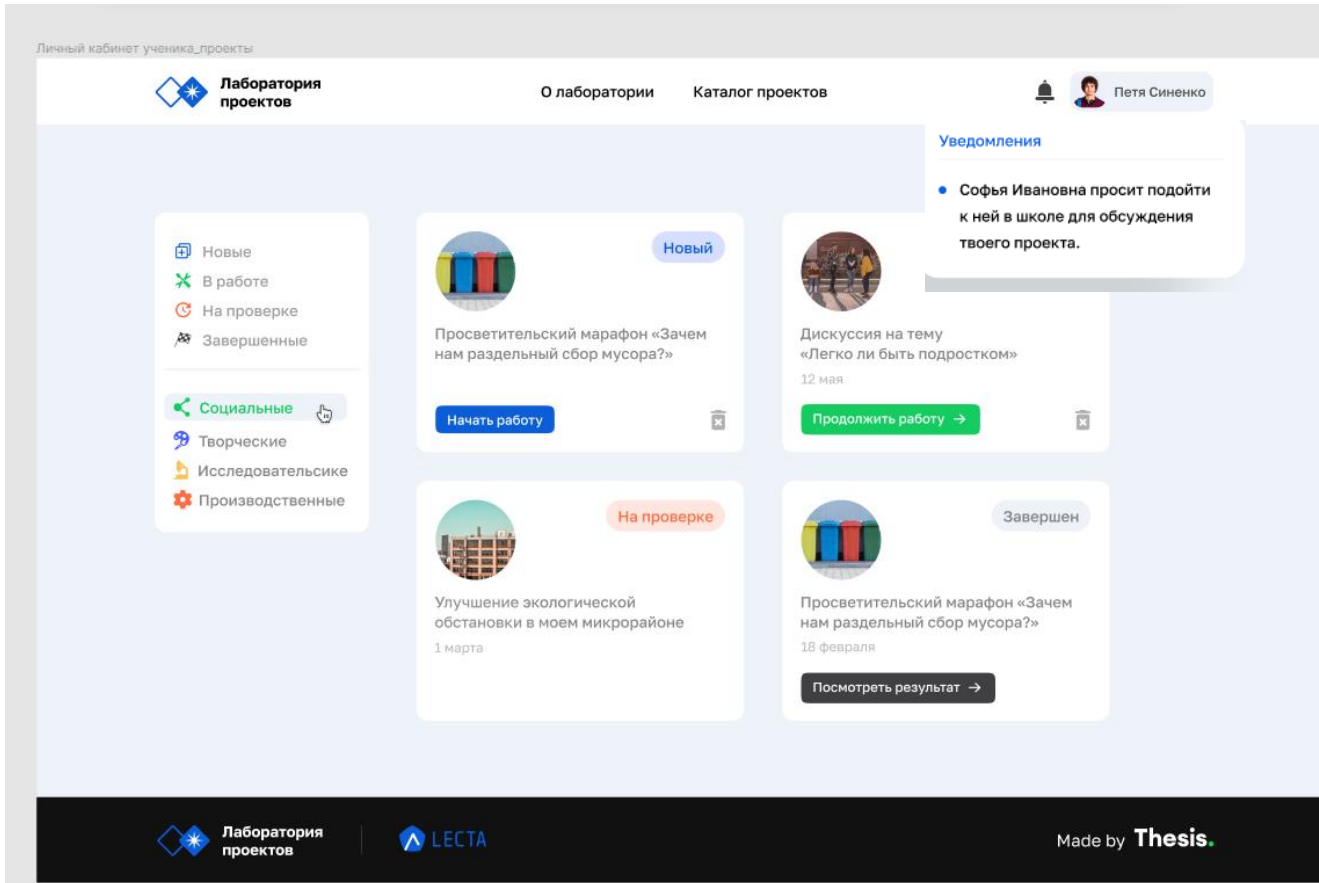 Личный кабинет ученика_проекты
Лаборатория
проектов
О лаборатории
Каталог проектов
Петя Синенко
Уведомления
Софья Ивановна просит подойти
к ней в школе для обсуждения
твоего проекта.
Новые
В работе
На проверке
Завершенные
Социальные
Творческие
Исследовательсике
Производственные
Новый
Просветительский марафон «Зачем
нам раздельный сбор мусора?»
Начать работу
Дискуссия на тему
«Легко ли быть подростком»
12 мая
Продолжить работу →
На проверке
Улучшение экологической
обстановки в моем микрорайоне
1 марта
Завершен
Просветительский марафон «Зачем
нам раздельный сбор мусора?»
18 февраля
Посмотреть результат →
Лаборатория
проектов
LECTA
Made by Thesis.